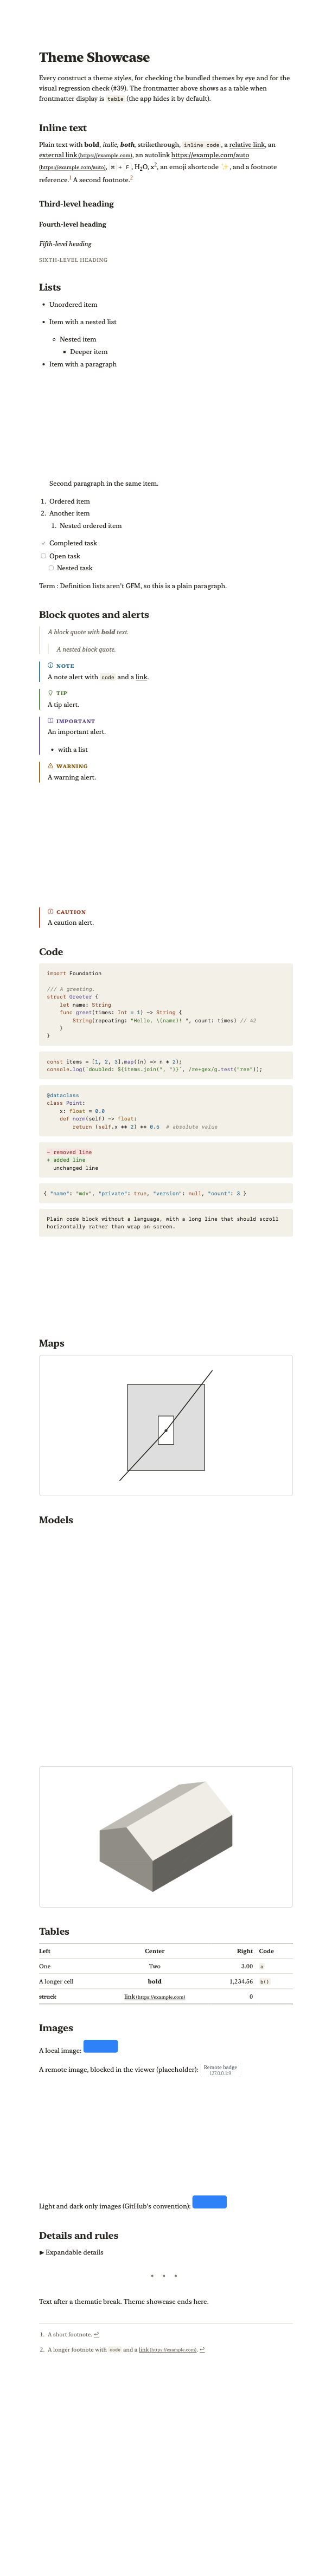 Theme Showcase
Every construct a theme styles, for checking the bundled themes by eye and for the
visual regression check (#39). The frontmatter above shows as a table when
frontmatter display is table (the app hides it by default).
Inline text
Plain text with bold, italic, both, strikethrough, inline code, a relative link, an
external link (https://example.com), an autolink https://example.com/auto
(https://example.com/auto), ⌘ + F, H₂O, x², an emoji shortcode ✨, and a footnote
reference.¹ A second footnote.²
Third-level heading
Fourth-level heading
Fifth-level heading
SIXTH-LEVEL HEADING
Lists
• Unordered item
• Item with a nested list
◦ Nested item
▪ Deeper item
• Item with a paragraph
Second paragraph in the same item.
1. Ordered item
2. Another item
1. Nested ordered item
Completed task
Open task
Nested task
Term : Definition lists aren't GFM, so this is a plain paragraph.
Block quotes and alerts
A block quote with bold text.
A nested block quote.
NOTE
A note alert with code and a link.
TIP
A tip alert.
IMPORTANT
An important alert.
• with a list
WARNING
A warning alert.
CAUTION
A caution alert.
Code
import Foundation
/// A greeting.
struct Greeter {
let name: String
func greet(times: Int = 1) -> String {
String(repeating: "Hello, \(name)! ", count: times) // 42
}
}
const items = [1, 2, 3].map((n) => n * 2);
console.log(`doubled: ${items.join(", ")}`, /re+gex/g.test("ree"));
@dataclass
class Point:
x: float = 0.0
def norm(self) -> float:
return (self.x ** 2) ** 0.5 # absolute value
- removed line
+ added line
unchanged line
{ "name": "mdv", "private": true, "version": null, "count": 3 }
Plain code block without a language, with a long line that should scroll
horizontally rather than wrap on screen.
Maps
Models
Tables
Left Center Right Code
One Two 3.00 a
A longer cell bold 1,234.56 b()
struck link (https://example.com) 0
Images
A local image:
A remote image, blocked in the viewer (placeholder): Remote badge
127.0.0.1:9
Light and dark only images (GitHub's convention):
Details and rules
▶ Expandable details
* * *
Text after a thematic break. Theme showcase ends here.
1. A short footnote. ↩
2. A longer footnote with code and a link (https://example.com). ↩